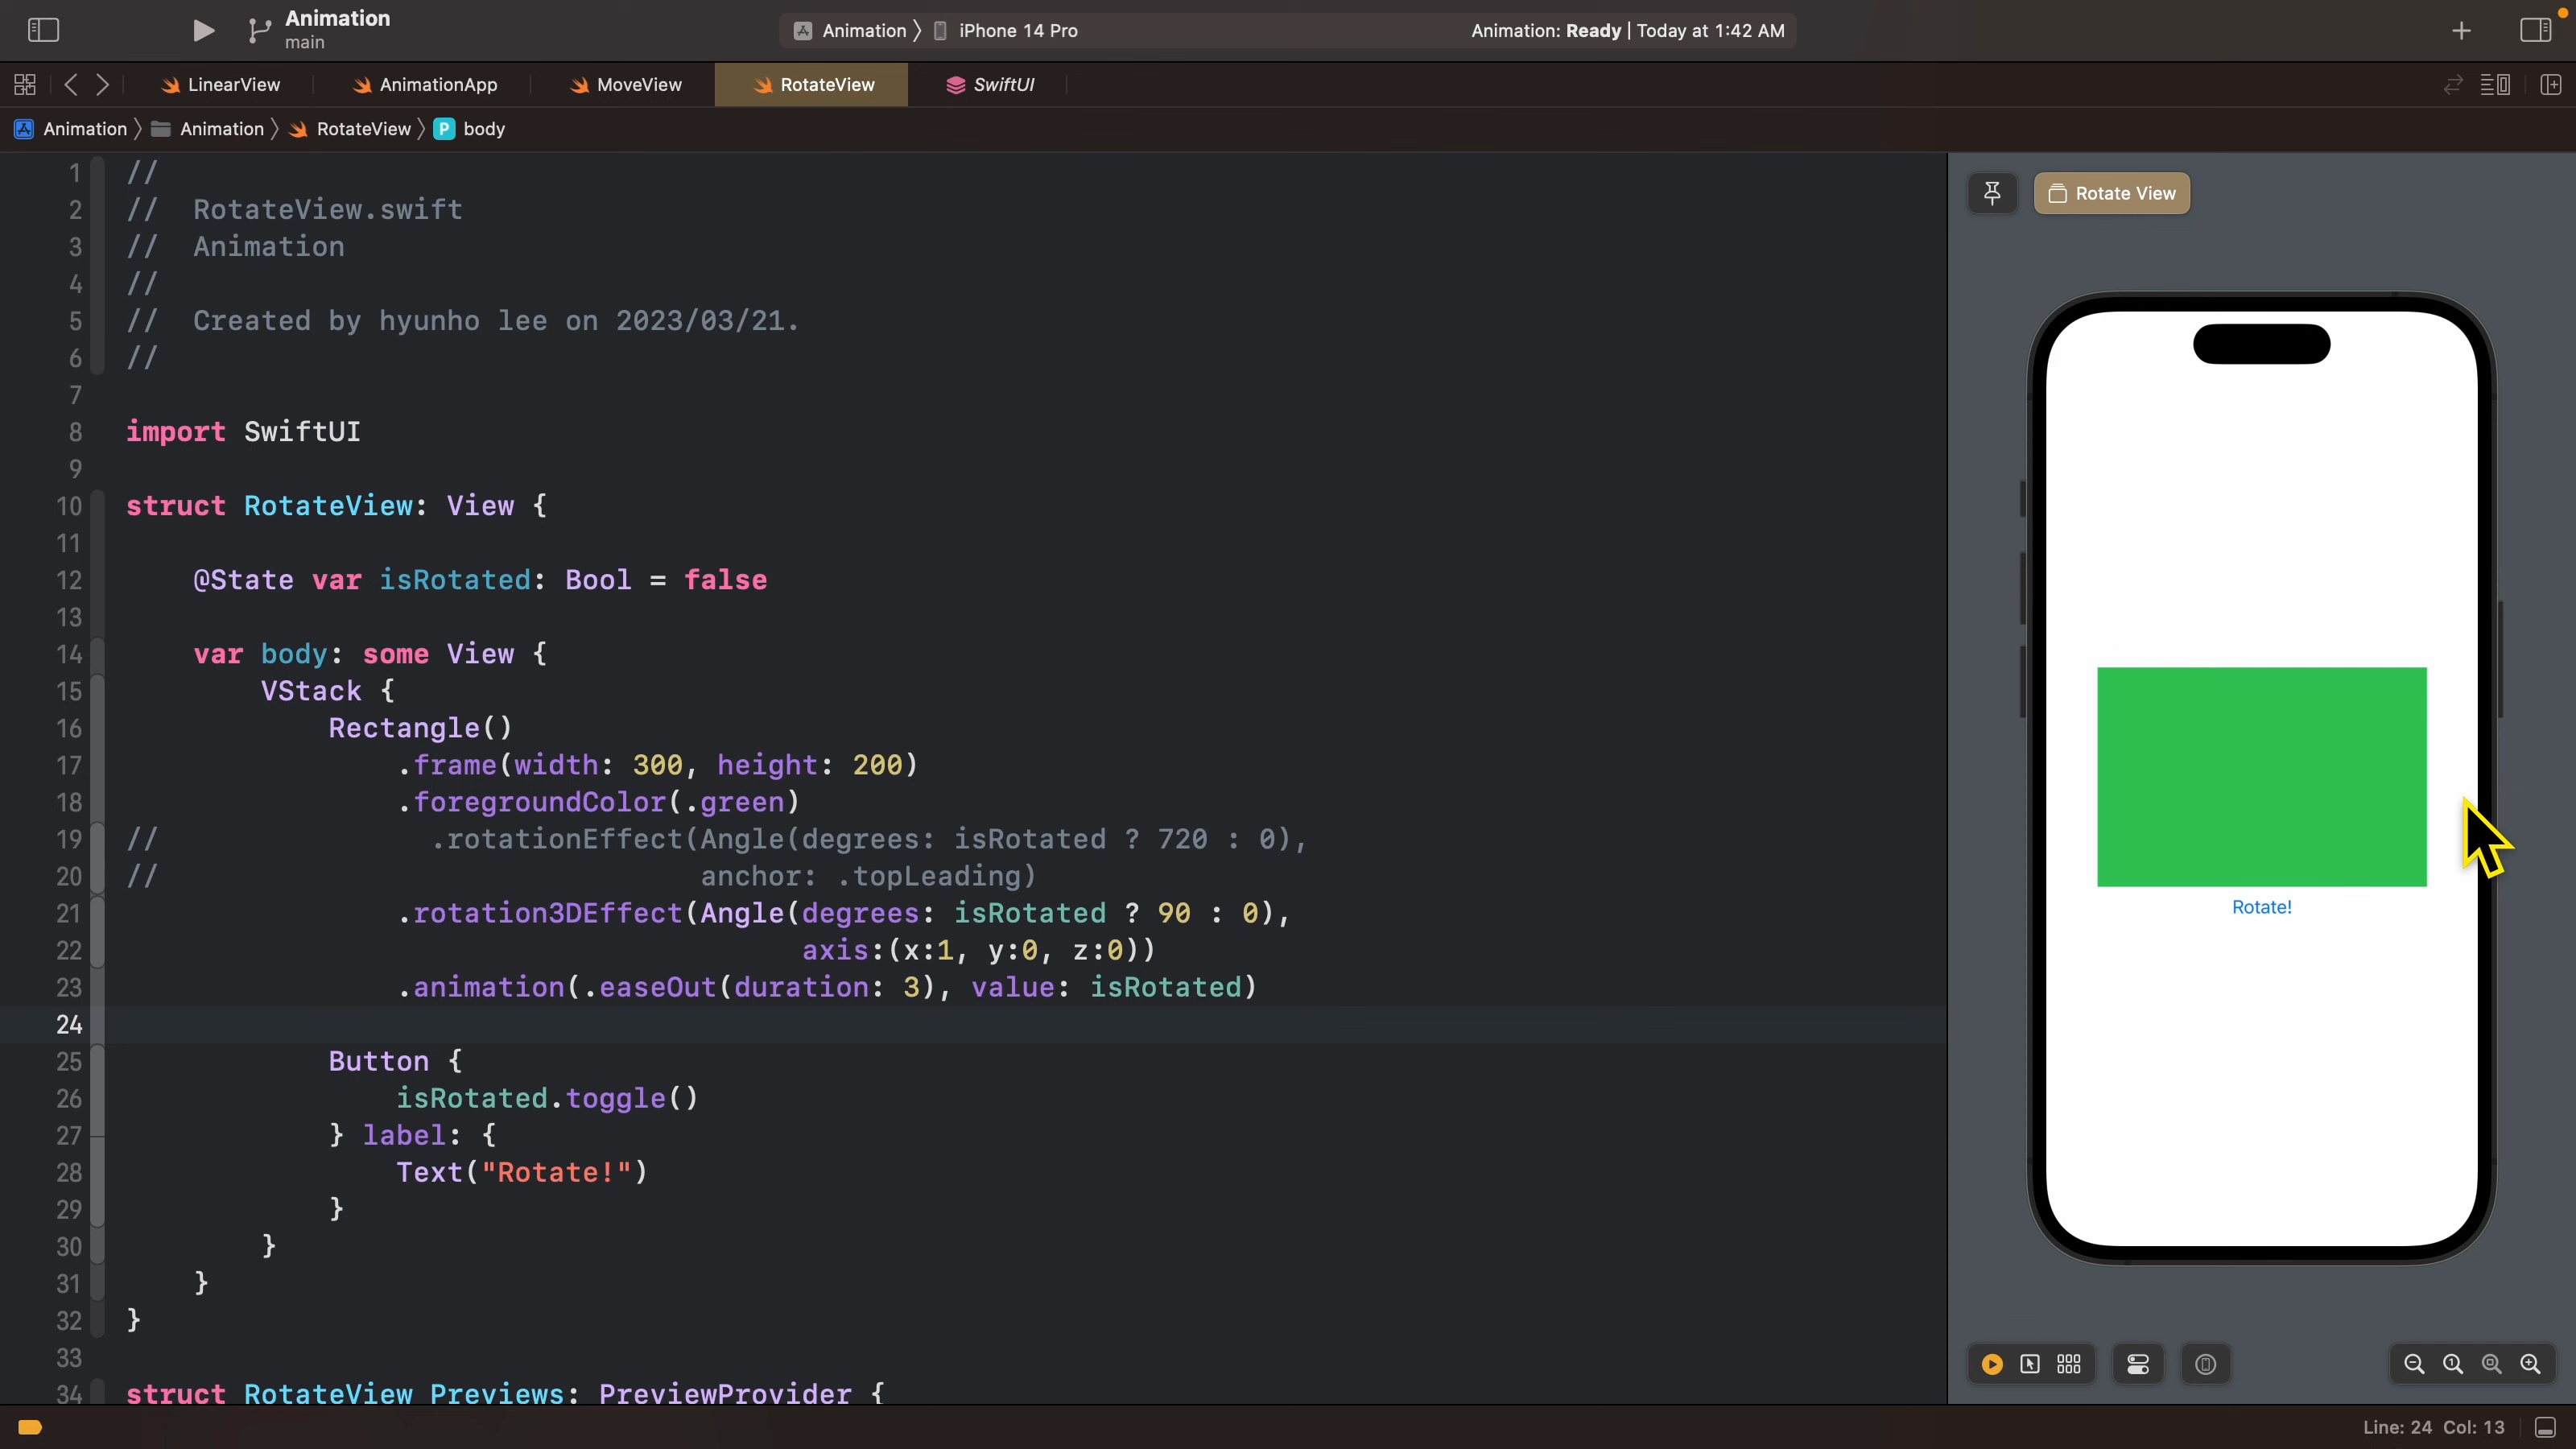 Animation
main
Animation 〉 iPhone 14 Pro
Animation: Ready | Today at 1:42 AM
LinearView
AnimationApp
MoveView
RotateView
SwiftUI
Animation 〉 Animation 〉 RotateView 〉 P body
1 //
2 //  RotateView.swift
3 //  Animation
4 //
5 //  Created by hyunho lee on 2023/03/21.
6 //
7
8 import SwiftUI
9
10 struct RotateView: View {
11
12     @State var isRotated: Bool = false
13
14     var body: some View {
15         VStack {
16             Rectangle()
17                 .frame(width: 300, height: 200)
18                 .foregroundColor(.green)
19 //                .rotationEffect(Angle(degrees: isRotated ? 720 : 0),
20 //                                anchor: .topLeading)
21                 .rotation3DEffect(Angle(degrees: isRotated ? 90 : 0),
22                                         axis:(x:1, y:0, z:0))
23                 .animation(.easeOut(duration: 3), value: isRotated)
24
25             Button {
26                 isRotated.toggle()
27             } label: {
28                 Text("Rotate!")
29             }
30         }
31     }
32 }
33
34 struct RotateView_Previews: PreviewProvider {
Rotate View
Rotate!
Line: 24 Col: 13